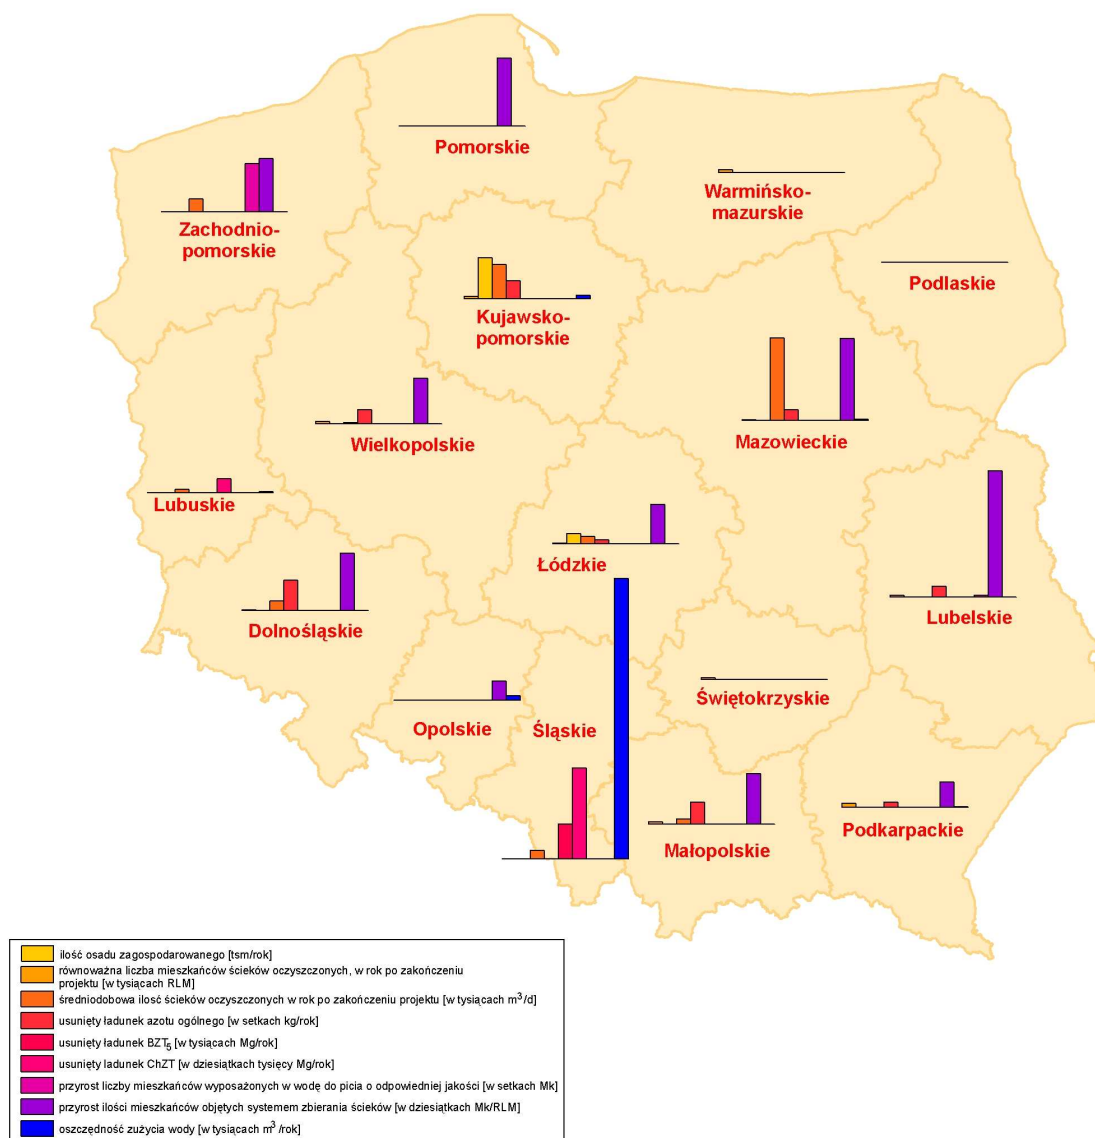 Pomorskie
Warmińsko-
mazurskie
Zachodnio-
pomorskie
Podlaskie
Kujawsko-
pomorskie
Wielkopolskie
Mazowieckie
Lubuskie
Łódzkie
Lubelskie
Dolnośląskie
Opolskie
Śląskie
Świętokrzyskie
Małopolskie
Podkarpackie
ilość osadu zagospodarowanego [tsm/rok]
równoważna liczba mieszkańców ścieków oczyszczonych, w rok po zakończeniu
projektu [w tysiącach RLM]
średniodobowa ilosć ścieków oczyszczonych w rok po zakończeniu projektu [w tysiącach m³/d]
usunięty ładunek azotu ogólnego [w setkach kg/rok]
usunięty ładunek BZT₅ [w tysiącach Mg/rok]
usunięty ladunek ChZT [w dziesiątkach tysięcy Mg/rok]
przyrost liczby mieszkańców wyposażonych w wodę do picia o odpowiedniej jakości [w setkach Mk]
przyrost ilości mieszkańców objętych systemem zbierania ścieków [w dziesiątkach Mk/RLM]
oszczędność zużycia wody [w tysiącach m³/rok]